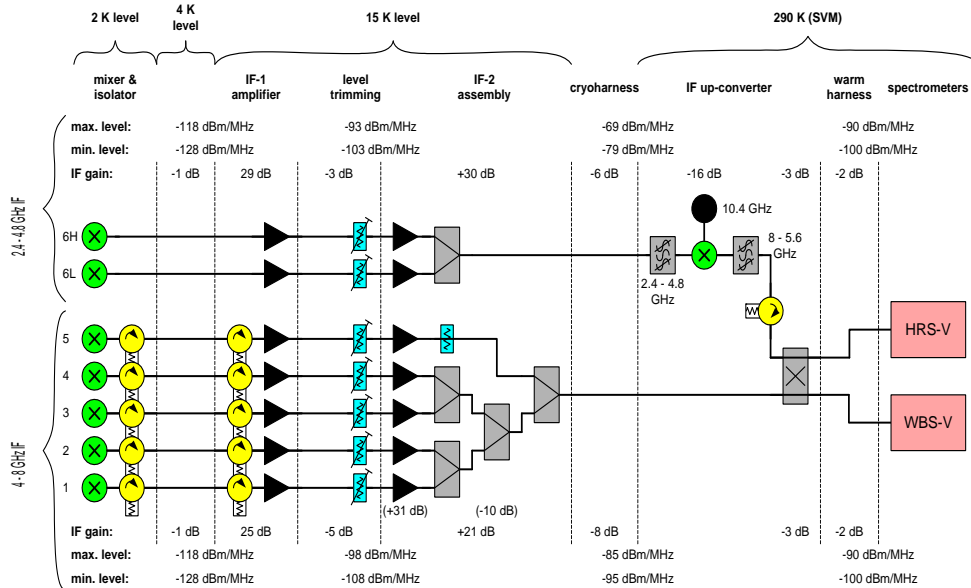 2 K level
4 K
level
15 K level
290 K (SVM)
mixer &
isolator
IF-1
amplifier
level
trimming
IF-2
assembly
cryoharness
IF up-converter
warm
harness
spectrometers
max. level: -118 dBm/MHz -93 dBm/MHz -69 dBm/MHz -90 dBm/MHz
min. level: -128 dBm/MHz -103 dBm/MHz -79 dBm/MHz -100 dBm/MHz
IF gain: -1 dB 29 dB -3 dB +30 dB -6 dB -16 dB -3 dB -2 dB
2.4 - 4.8 GHz IF
10.4 GHz
6H
8 - 5.6
GHz
6L
2.4 - 4.8
GHz
4 - 8 GHz IF
5
HRS-V
4
3
WBS-V
2
1
(+31 dB) (-10 dB)
IF gain: -1 dB 25 dB -5 dB +21 dB -8 dB -3 dB -2 dB
max. level: -118 dBm/MHz -98 dBm/MHz -85 dBm/MHz -90 dBm/MHz
min. level: -128 dBm/MHz -108 dBm/MHz -95 dBm/MHz -100 dBm/MHz